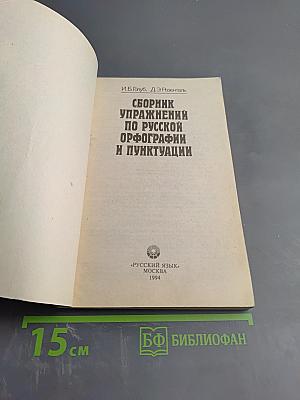 И.Б.Голуб, Д.Э.Розенталь
СБОРНИК
УПРАЖНЕНИЙ
ПО РУССКОЙ
ОРФОГРАФИИ
И ПУНКТУАЦИИ
«РУССКИЙ ЯЗЫК»
МОСКВА
1994
15 см
БФ БИБЛИОФАН